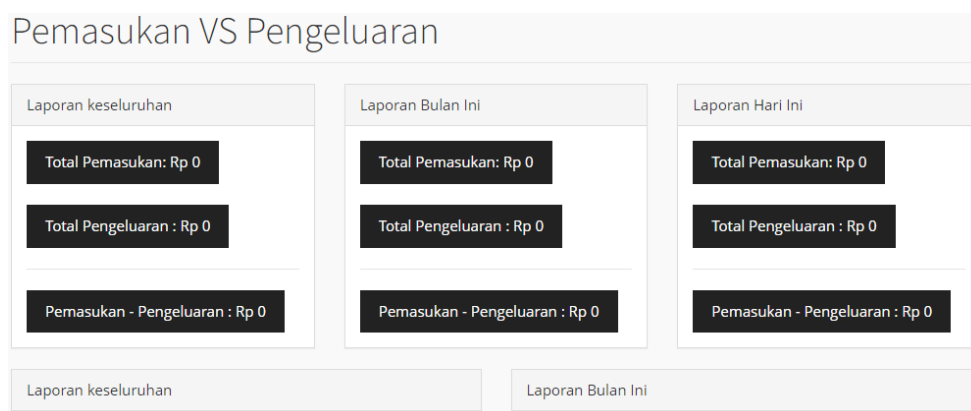 Pemasukan VS Pengeluaran
Laporan keseluruhan
Total Pemasukan: Rp 0
Total Pengeluaran : Rp 0
Pemasukan - Pengeluaran : Rp 0
Laporan Bulan Ini
Total Pemasukan: Rp 0
Total Pengeluaran : Rp 0
Pemasukan - Pengeluaran : Rp 0
Laporan Hari Ini
Total Pemasukan: Rp 0
Total Pengeluaran : Rp 0
Pemasukan - Pengeluaran : Rp 0
Laporan keseluruhan
Laporan Bulan Ini